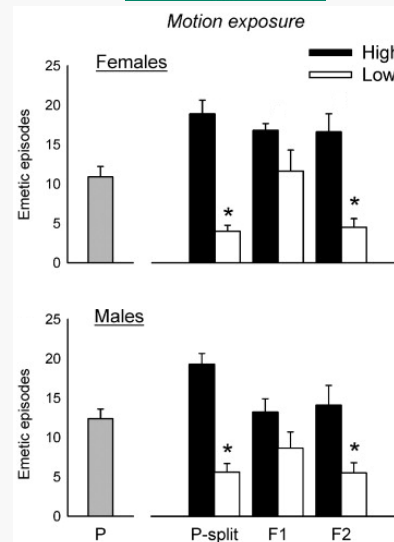 Motion exposure
Females
High
Low
Emetic episodes
25
20
15
10
5
0
*
*
Males
Emetic episodes
25
20
15
10
5
0
*
*
P
P-split
F1
F2